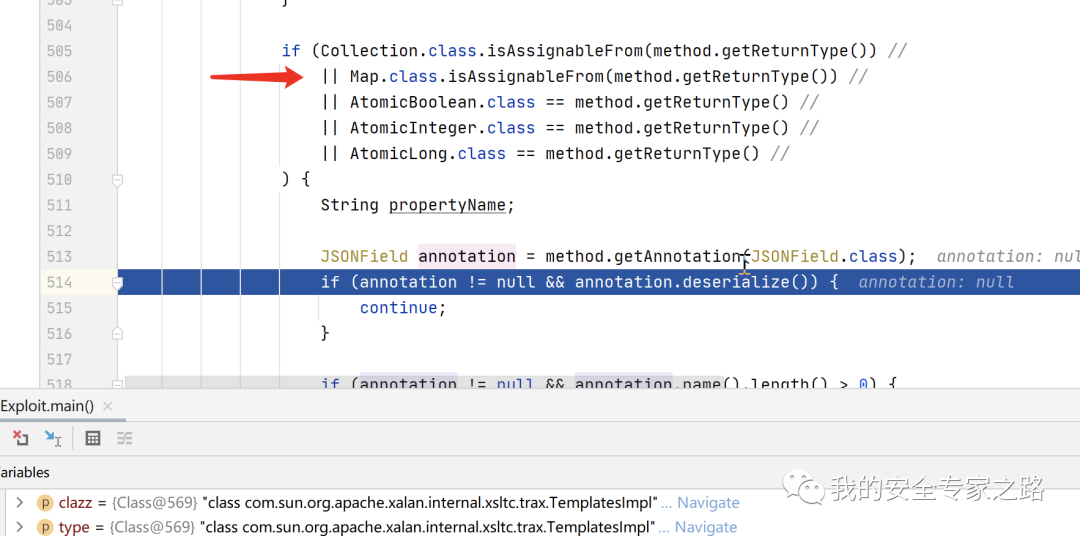 503 }
504
505 if (Collection.class.isAssignableFrom(method.getReturnType()) //
506 || Map.class.isAssignableFrom(method.getReturnType()) //
507 || AtomicBoolean.class == method.getReturnType() //
508 || AtomicInteger.class == method.getReturnType() //
509 || AtomicLong.class == method.getReturnType() //
510 ) {
511 String propertyName;
512
513 JSONField annotation = method.getAnnotation(JSONField.class); annotation: nul
514 if (annotation != null && annotation.deserialize()) { annotation: null
515 continue;
516 }
517
518 if (annotation != null && annotation.name().length() > 0) {
Exploit.main() ×
ariables
p clazz = {Class@569} "class com.sun.org.apache.xalan.internal.xsltc.trax.TemplatesImpl"... Navigate
p type = {Class@569} "class com.sun.org.apache.xalan.internal.xsltc.trax.TemplatesImpl"... Navigate
我的安全专家之路